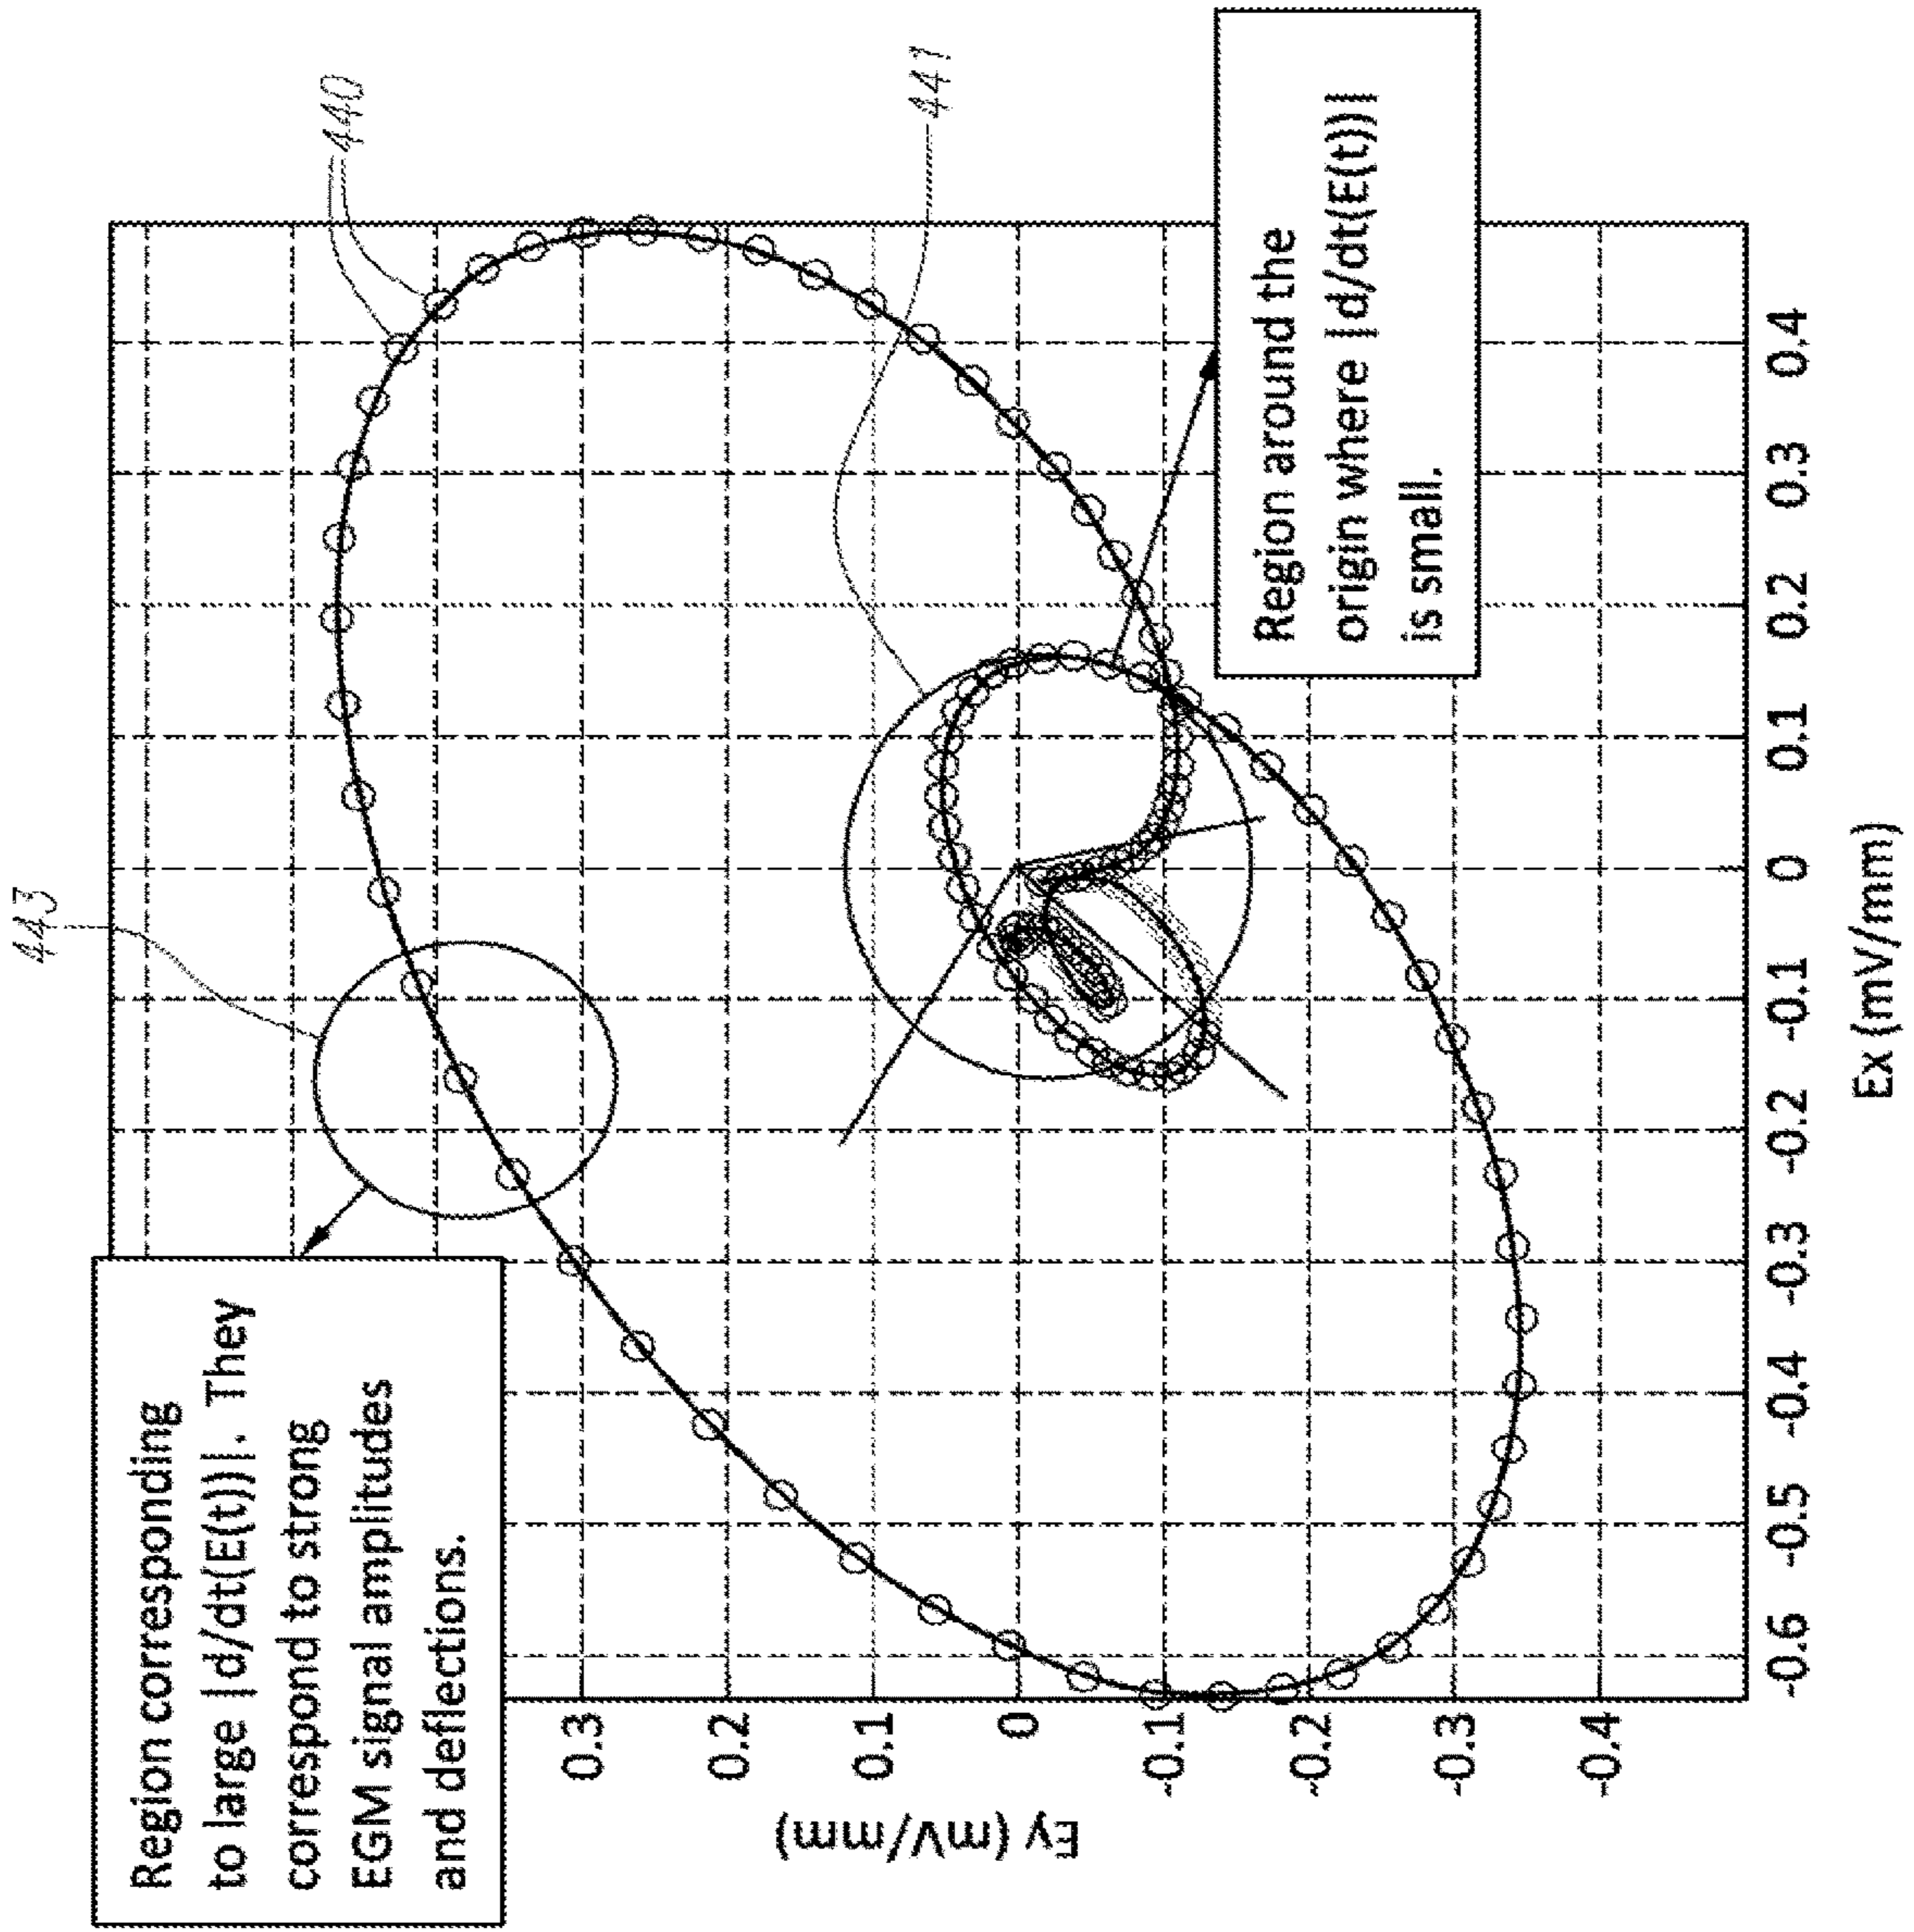 443
440
441
Region corresponding
to large |d/dt(E(t))|. They
correspond to strong
EGM signal amplitudes
and deflections.
Region around the
origin where |d/dt(E(t))|
is small.
Ey (mV/mm)
0.3
0.2
0.1
0
-0.1
-0.2
-0.3
-0.4
-0.6 -0.5 -0.4 -0.3 -0.2 -0.1 0 0.1 0.2 0.3 0.4
Ex (mV/mm)